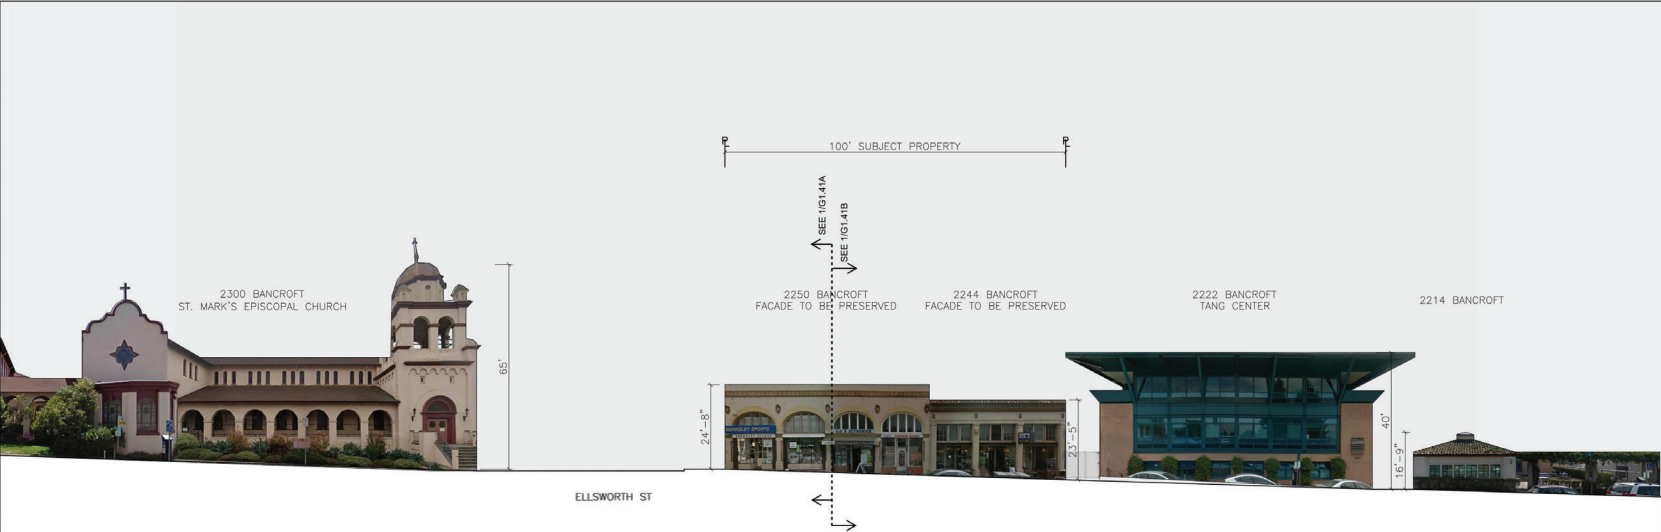 100' SUBJECT PROPERTY
SEE 1/G1.41A
SEE 1/G1.41B
2300 BANCROFT
ST. MARK'S EPISCOPAL CHURCH
2250 BANCROFT
FACADE TO BE PRESERVED
2244 BANCROFT
FACADE TO BE PRESERVED
2222 BANCROFT
TANG CENTER
2214 BANCROFT
65'
24'-8"
23'-5"
40'
16'-9"
BERKELEY SPORTS
ELLSWORTH ST